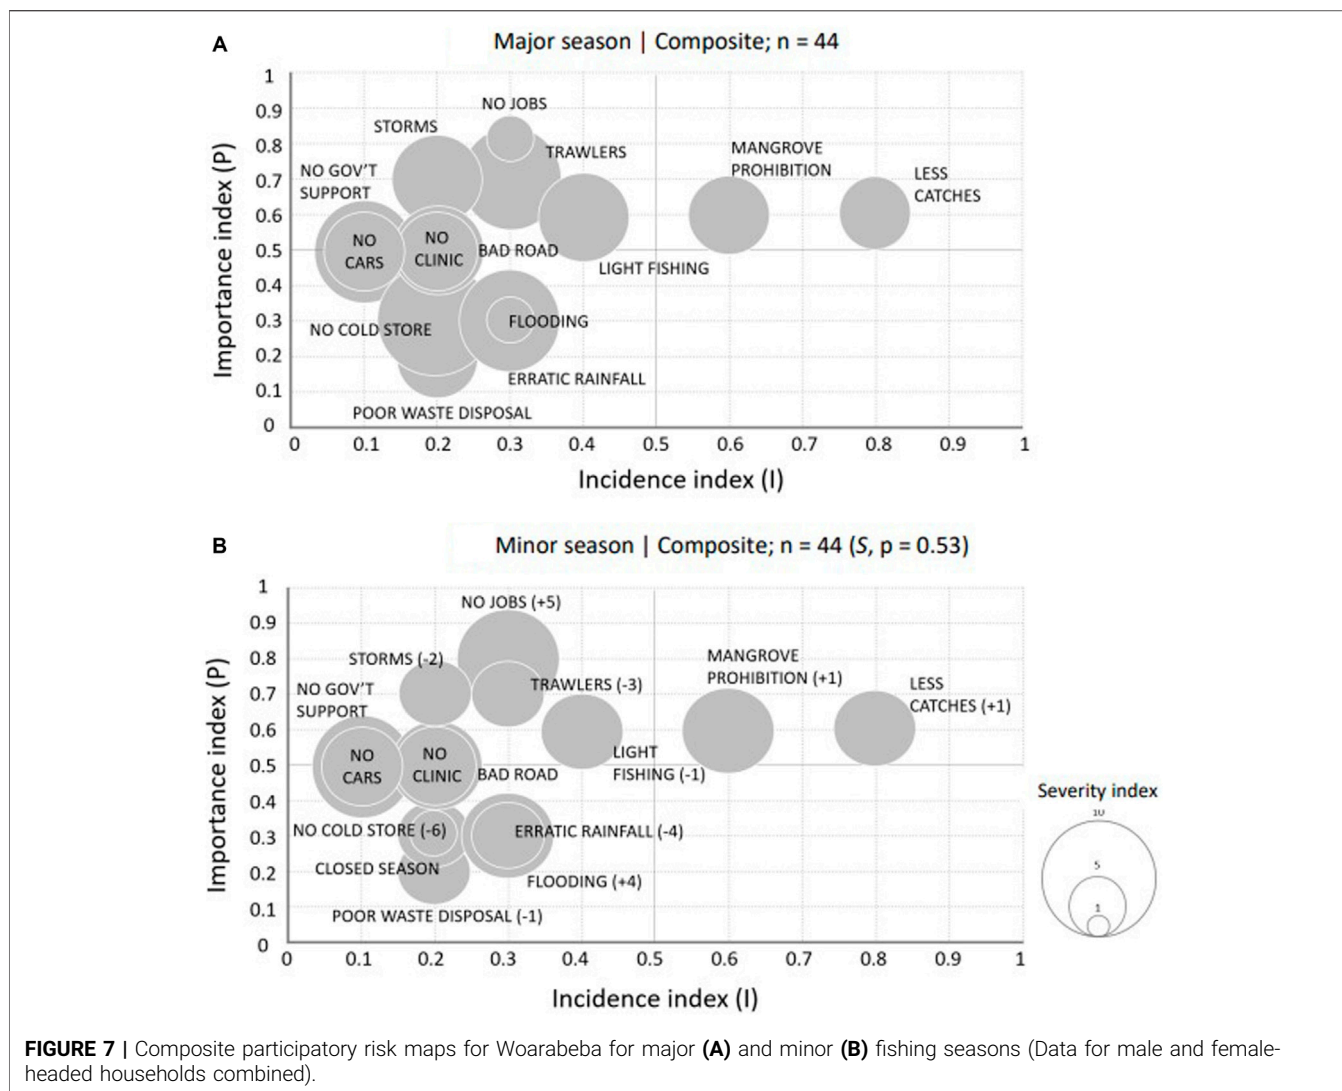 A
Major season | Composite; n = 44
1
0.9
0.8
0.7
0.6
0.5
0.4
0.3
0.2
0.1
0
Importance index (P)
NO JOBS
STORMS
TRAWLERS
MANGROVE
PROHIBITION
NO GOV'T
SUPPORT
LESS
CATCHES
NO
CARS
NO
CLINIC
BAD ROAD
LIGHT FISHING
NO COLD STORE
FLOODING
ERRATIC RAINFALL
POOR WASTE DISPOSAL
0 0.1 0.2 0.3 0.4 0.5 0.6 0.7 0.8 0.9 1
Incidence index (I)
B
Minor season | Composite; n = 44 (S, p = 0.53)
1
0.9
0.8
0.7
0.6
0.5
0.4
0.3
0.2
0.1
0
Importance index (P)
NO JOBS (+5)
STORMS (-2)
MANGROVE
PROHIBITION (+1)
TRAWLERS (-3)
NO GOV'T
SUPPORT
LESS
CATCHES (+1)
NO
CARS
NO
CLINIC
BAD ROAD
LIGHT
FISHING (-1)
NO COLD STORE (-6)
ERRATIC RAINFALL (-4)
CLOSED SEASON
FLOODING (+4)
POOR WASTE DISPOSAL (-1)
0 0.1 0.2 0.3 0.4 0.5 0.6 0.7 0.8 0.9 1
Incidence index (I)
Severity index
10
5
1
FIGURE 7 | Composite participatory risk maps for Woarabeba for major (A) and minor (B) fishing seasons (Data for male and female-
headed households combined).